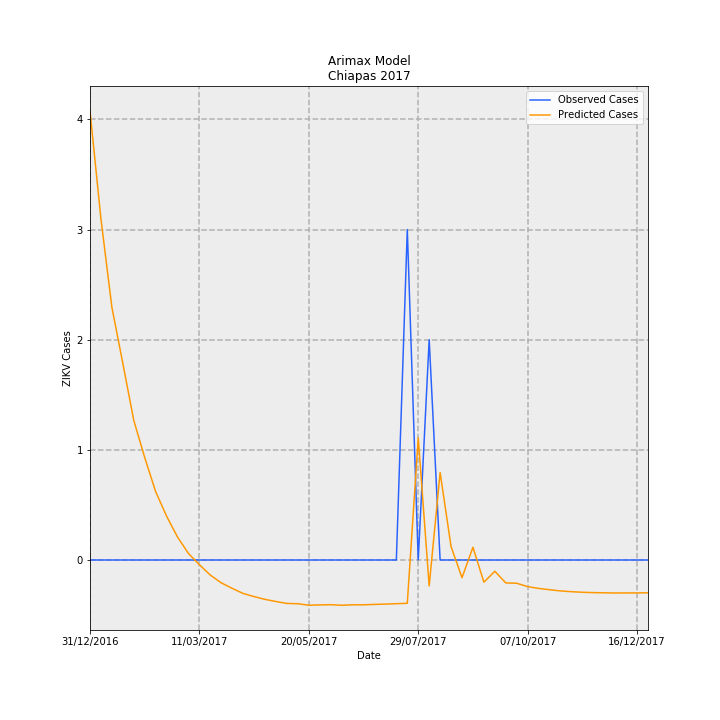 Arimax Model
Chiapas 2017
Observed Cases
Predicted Cases
4
3
2
1
0
ZIKV Cases
31/12/2016
11/03/2017
20/05/2017
29/07/2017
07/10/2017
16/12/2017
Date